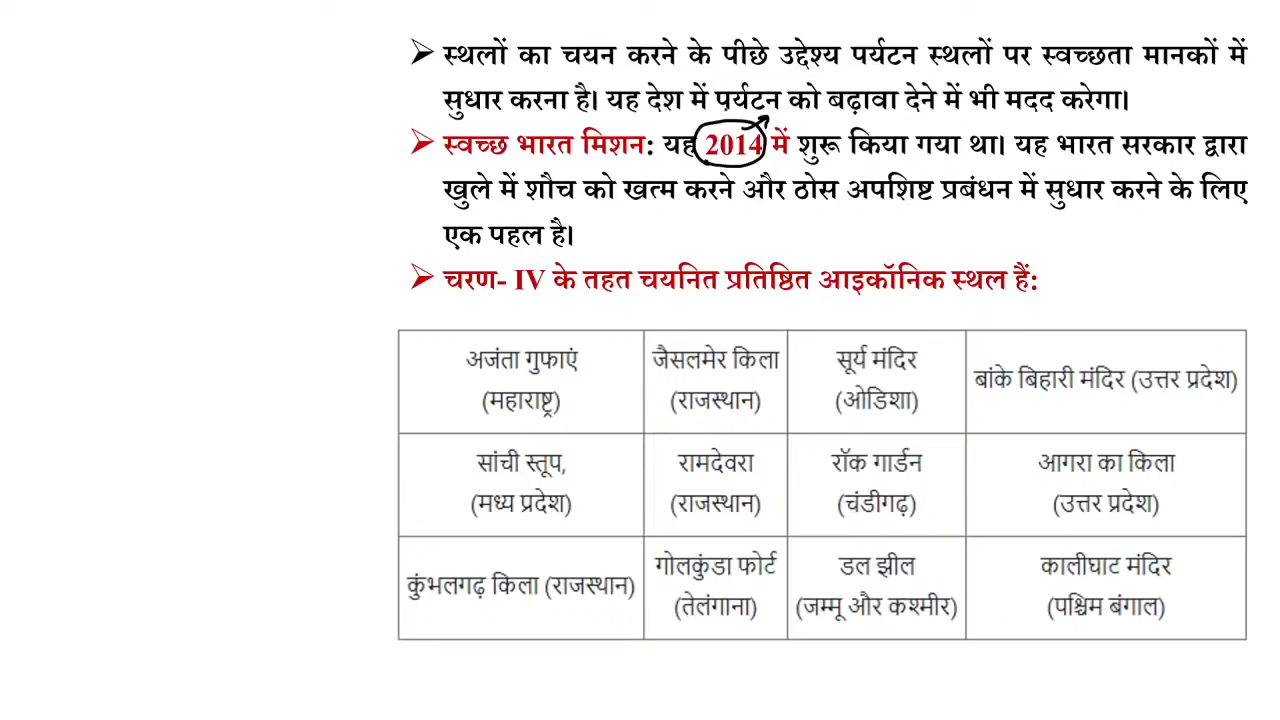 ➢ स्थलों का चयन करने के पीछे उद्देश्य पर्यटन स्थलों पर स्वच्छता मानकों में
सुधार करना है। यह देश में पर्यटन को बढ़ावा देने में भी मदद करेगा।
➢ स्वच्छ भारत मिशन: यह 2014 में शुरू किया गया था। यह भारत सरकार द्वारा
खुले में शौच को खत्म करने और ठोस अपशिष्ट प्रबंधन में सुधार करने के लिए
एक पहल है।
➢ चरण- IV के तहत चयनित प्रतिष्ठित आइकॉनिक स्थल हैं:
अजंता गुफाएं
(महाराष्ट्र)
जैसलमेर किला
(राजस्थान)
सूर्य मंदिर
(ओडिशा)
बांके बिहारी मंदिर (उत्तर प्रदेश)
सांची स्तूप,
(मध्य प्रदेश)
रामदेवरा
(राजस्थान)
रॉक गार्डन
(चंडीगढ़)
आगरा का किला
(उत्तर प्रदेश)
कुंभलगढ़ किला (राजस्थान)
गोलकुंडा फोर्ट
(तेलंगाना)
डल झील
(जम्मू और कश्मीर)
कालीघाट मंदिर
(पश्चिम बंगाल)